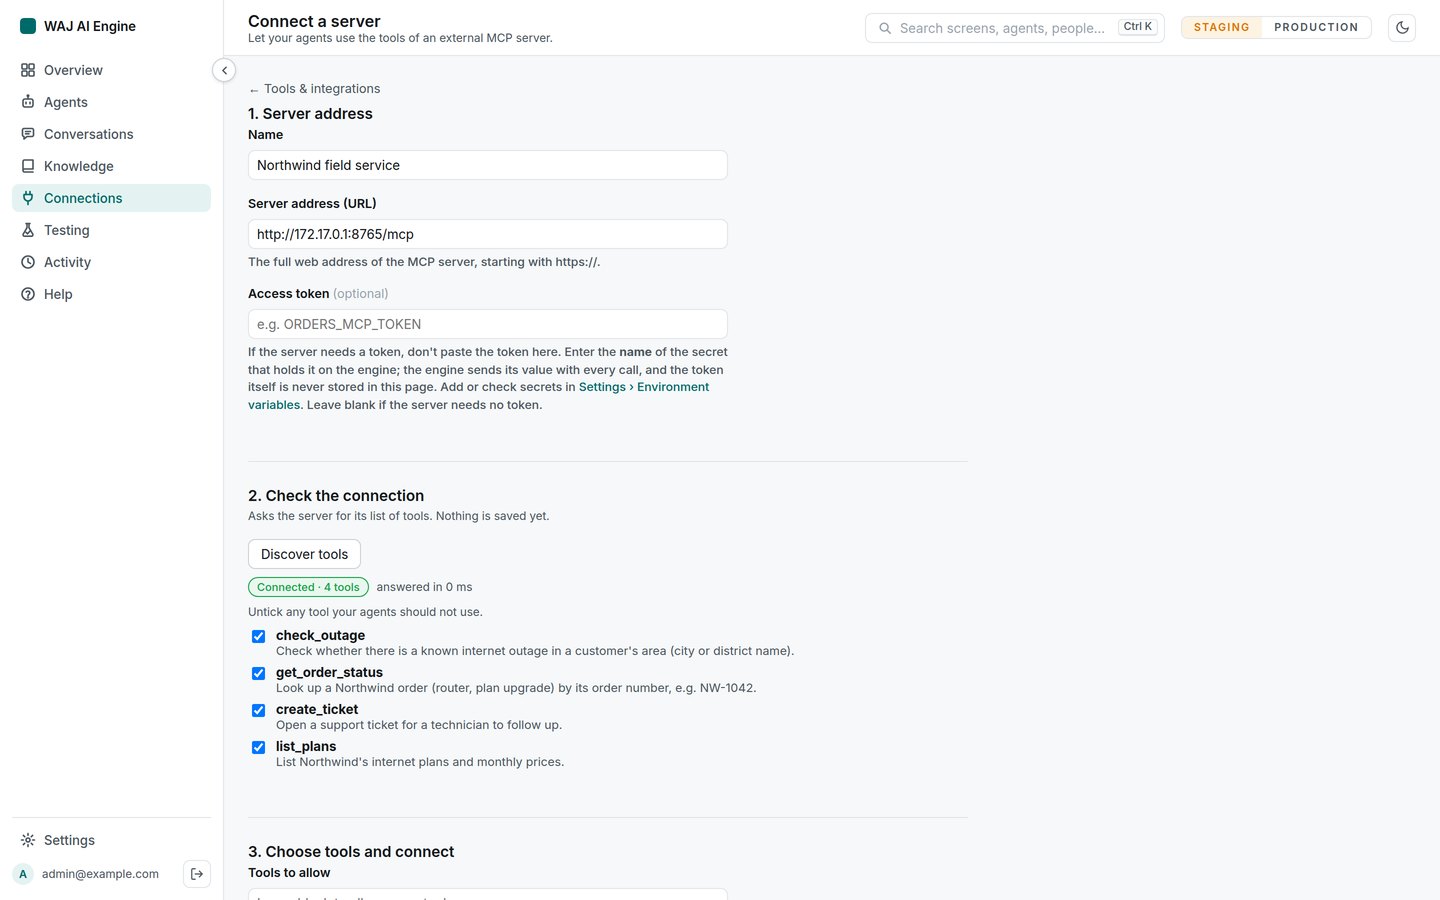 WAJ AI Engine
Overview
Agents
Conversations
Knowledge
Connections
Testing
Activity
Help
Settings
A admin@example.com
Connect a server
Let your agents use the tools of an external MCP server.
Search screens, agents, people... Ctrl K
STAGING PRODUCTION
← Tools & integrations
1. Server address
Name
Northwind field service
Server address (URL)
http://172.17.0.1:8765/mcp
The full web address of the MCP server, starting with https://.
Access token (optional)
e.g. ORDERS_MCP_TOKEN
If the server needs a token, don't paste the token here. Enter the name of the secret
that holds it on the engine; the engine sends its value with every call, and the token
itself is never stored in this page. Add or check secrets in Settings › Environment
variables. Leave blank if the server needs no token.
2. Check the connection
Asks the server for its list of tools. Nothing is saved yet.
Discover tools
Connected · 4 tools answered in 0 ms
Untick any tool your agents should not use.
check_outage
Check whether there is a known internet outage in a customer's area (city or district name).
get_order_status
Look up a Northwind order (router, plan upgrade) by its order number, e.g. NW-1042.
create_ticket
Open a support ticket for a technician to follow up.
list_plans
List Northwind's internet plans and monthly prices.
3. Choose tools and connect
Tools to allow